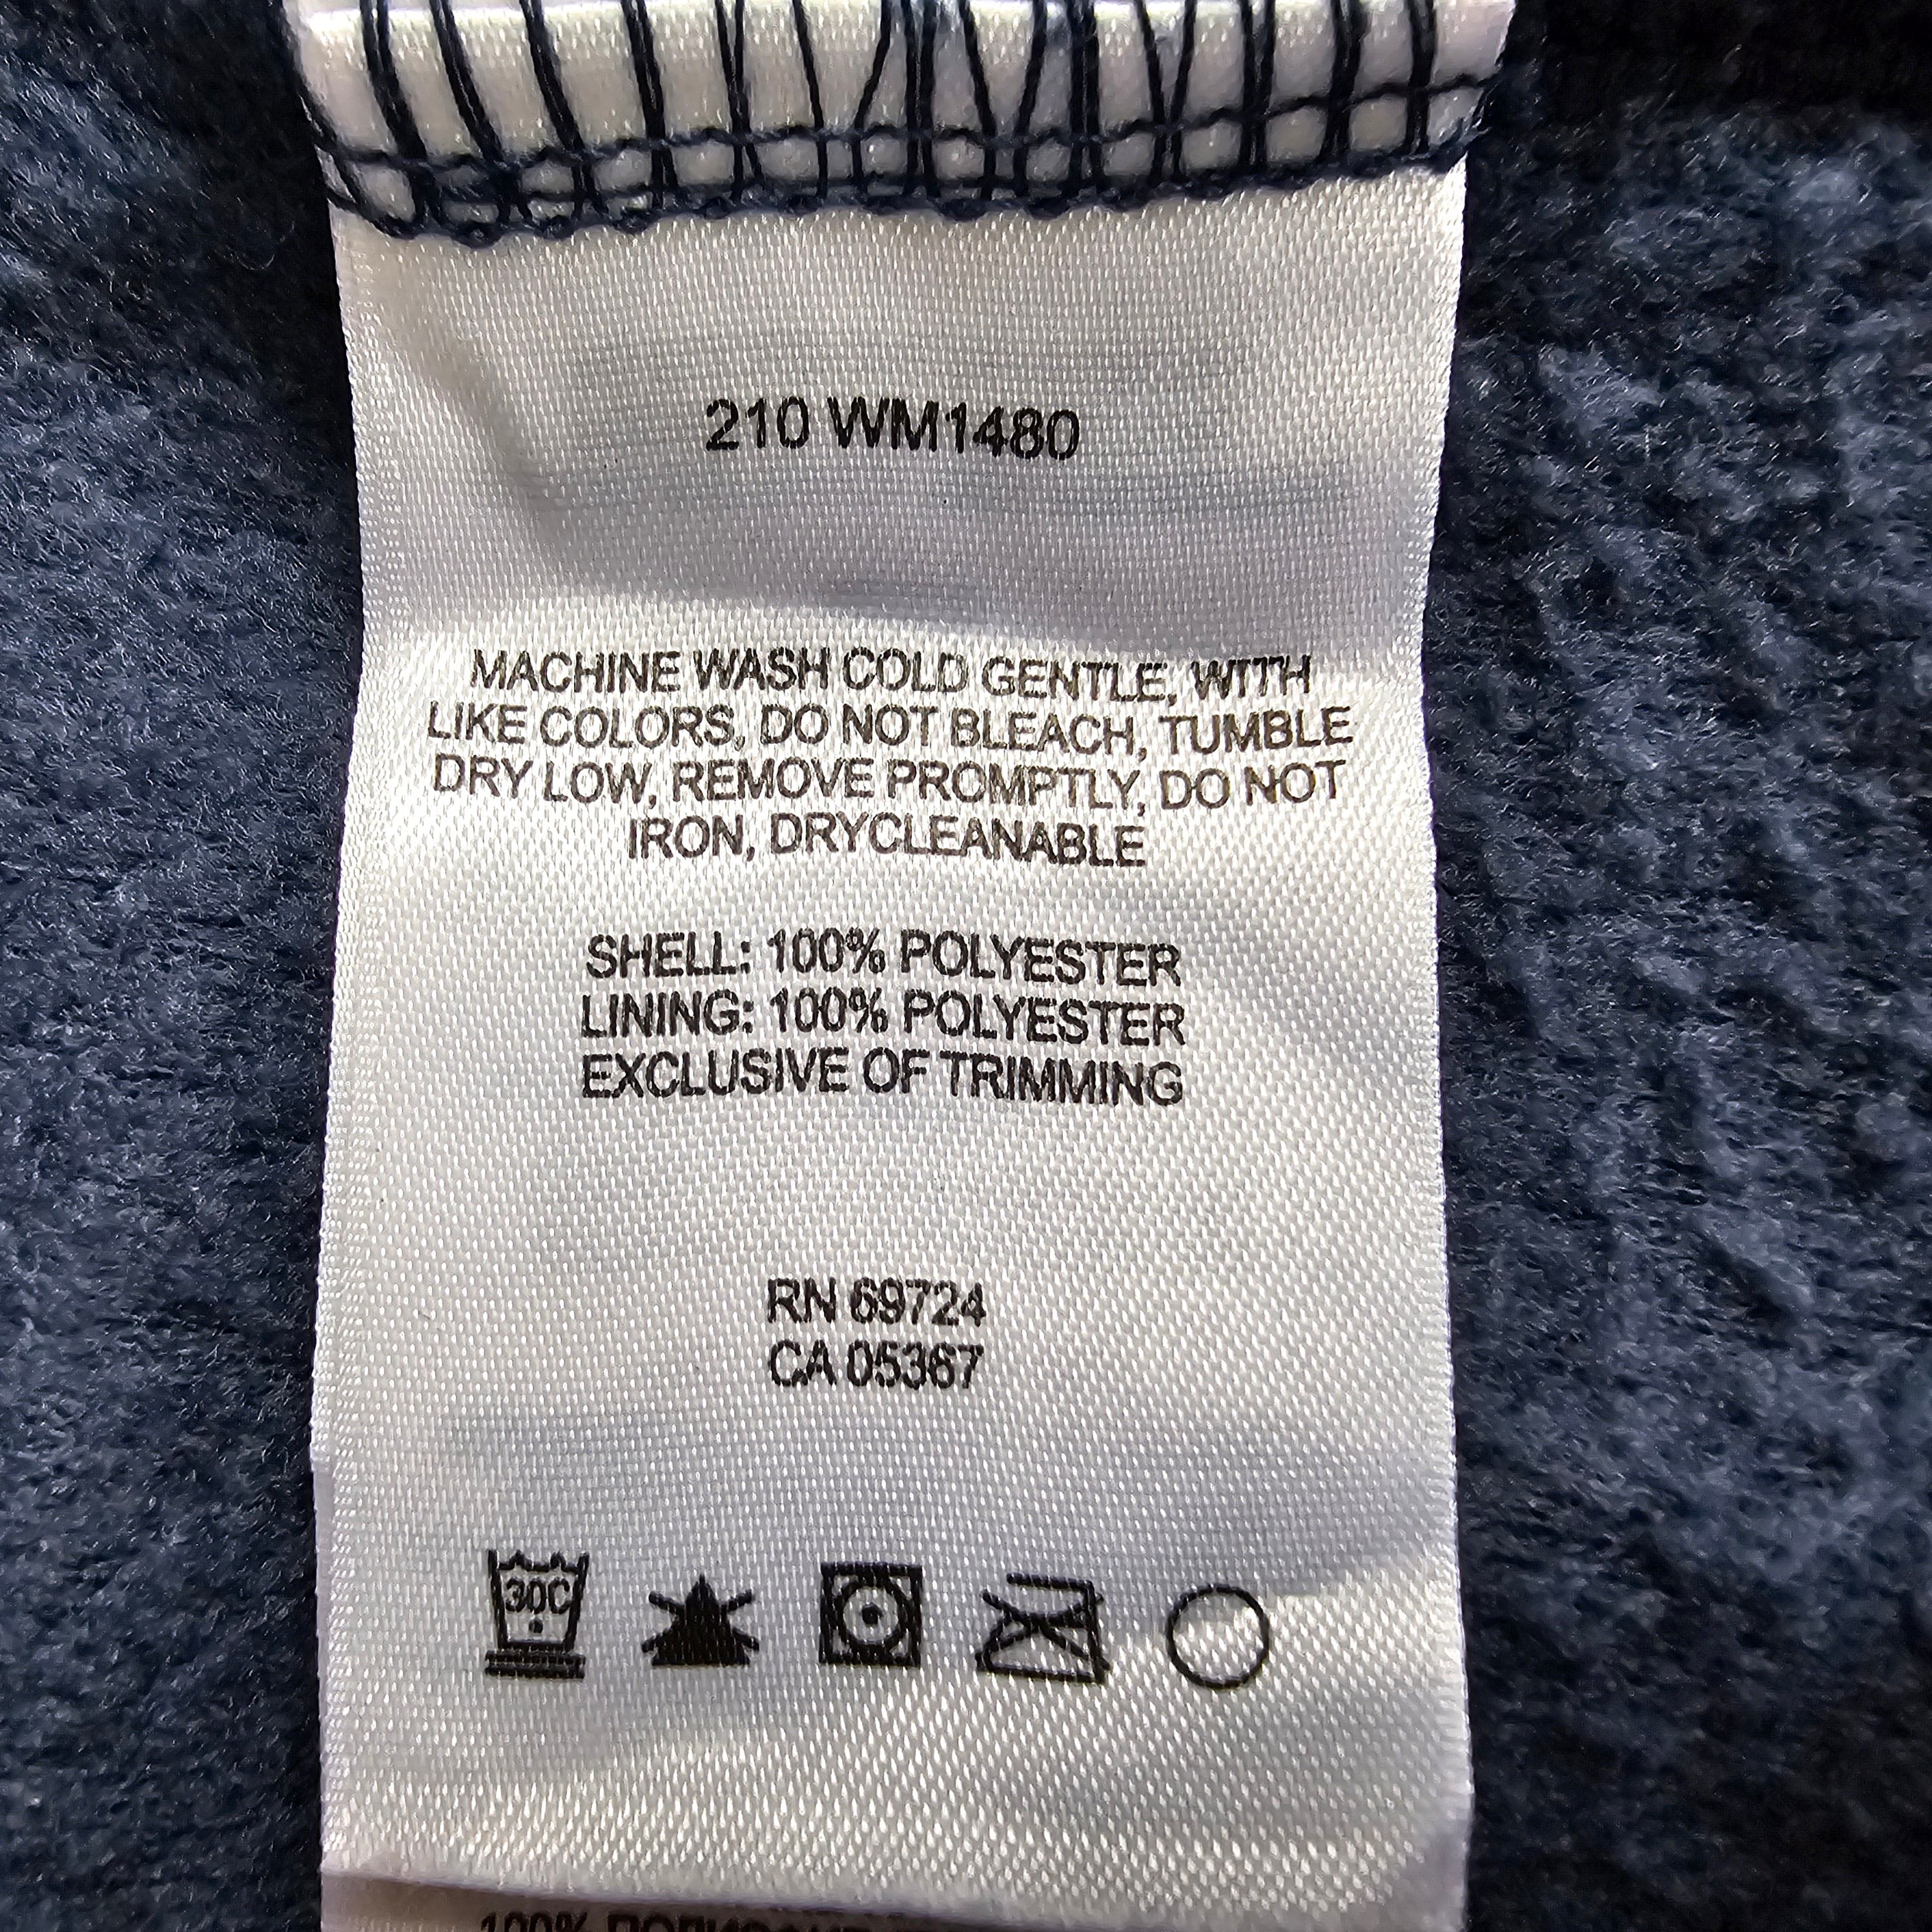 210 WM1480
MACHINE WASH COLD GENTLE, WITH
LIKE COLORS, DO NOT BLEACH, TUMBLE
DRY LOW, REMOVE PROMPTLY, DO NOT
IRON, DRYCLEANABLE
SHELL: 100% POLYESTER
LINING: 100% POLYESTER
EXCLUSIVE OF TRIMMING
RN 69724
CA 05367
30C
100%